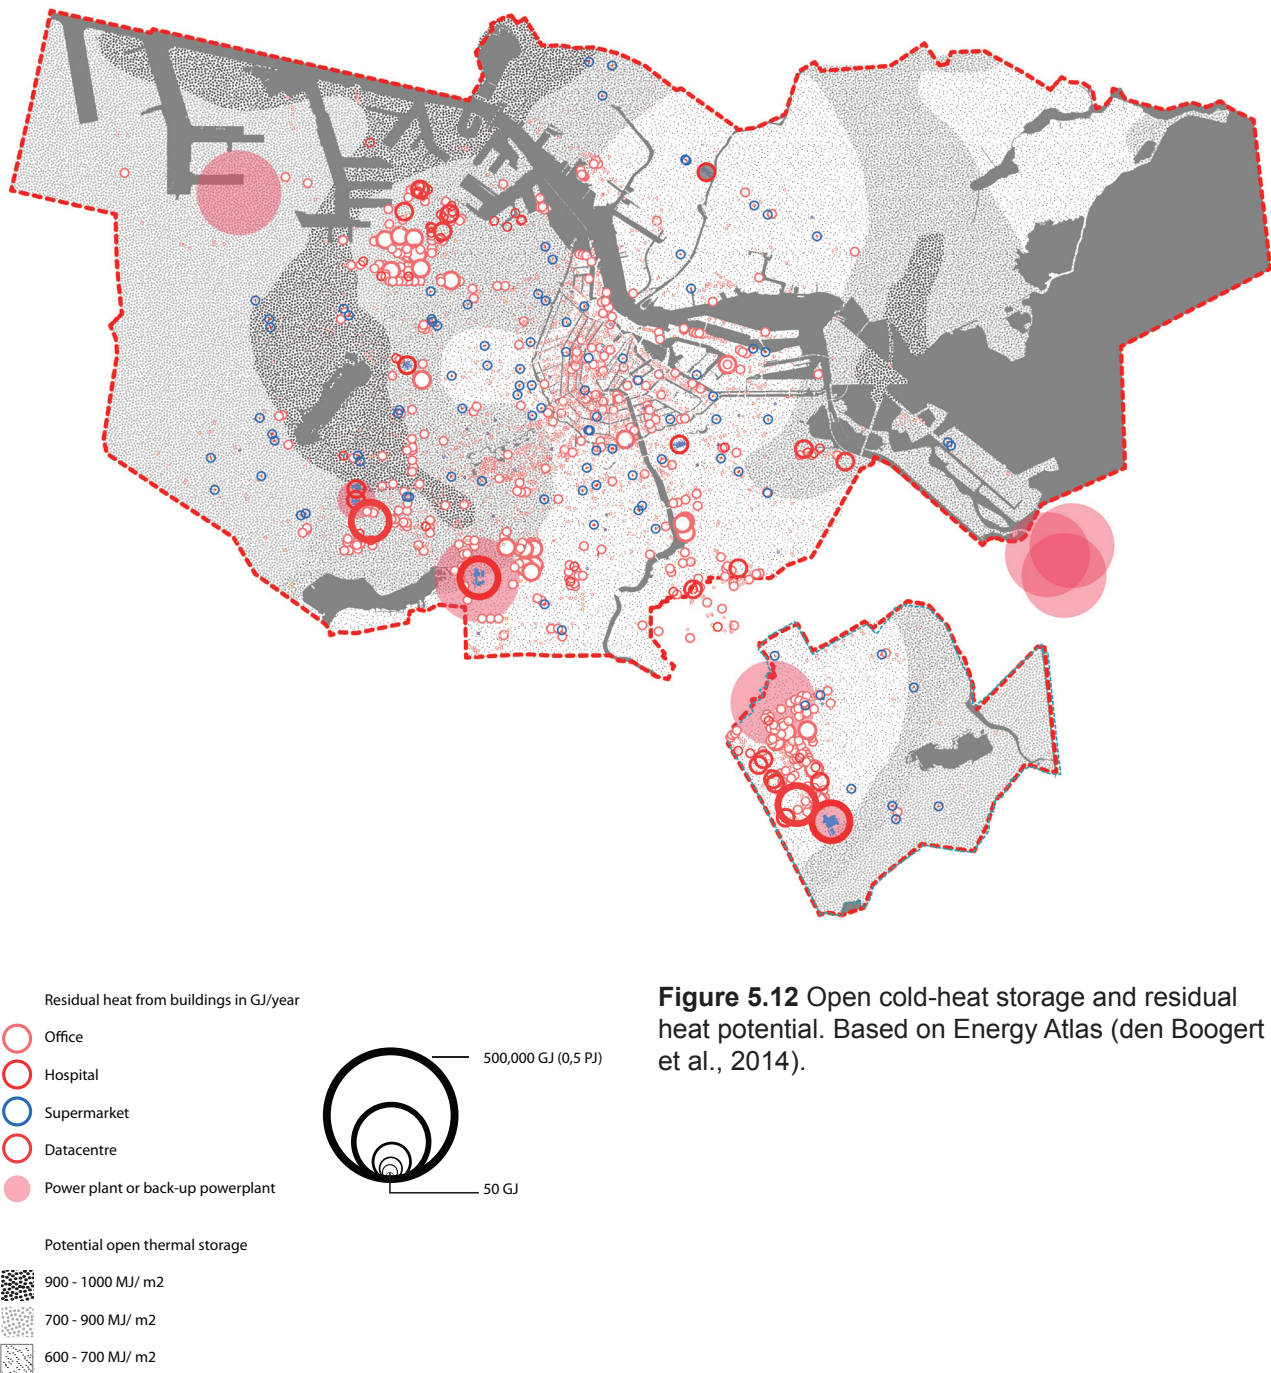 Residual heat from buildings in GJ/year
Office
Hospital
Supermarket
Datacentre
Power plant or back-up powerplant
500,000 GJ (0,5 PJ)
50 GJ
Potential open thermal storage
900 - 1000 MJ/ m2
700 - 900 MJ/ m2
600 - 700 MJ/ m2
Figure 5.12 Open cold-heat storage and residual
heat potential. Based on Energy Atlas (den Boogert
et al., 2014).